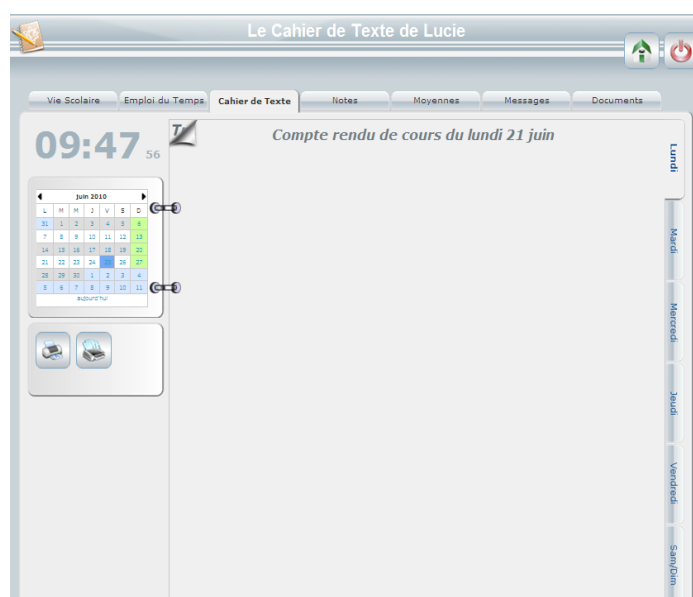 Le Cahier de Texte de Lucie
Vie Scolaire Emploi du Temps Cahier de Texte Notes Moyennes Messages Documents
09:47 56
Compte rendu de cours du lundi 21 juin
Juin 2010
L M M J V S D
31 1 2 3 4 5 6
7 8 9 10 11 12 13
14 15 16 17 18 19 20
21 22 23 24 25 26 27
28 29 30 1 2 3 4
5 6 7 8 9 10 11
aujourd'hui
Lundi
Mardi
Mercredi
Jeudi
Vendredi
Sam/Dim